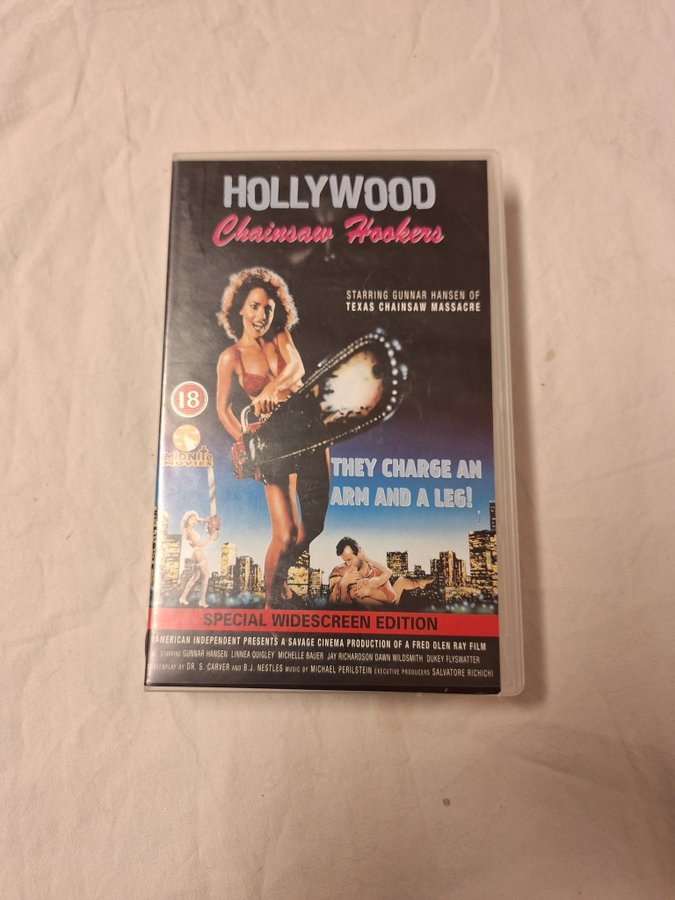 HOLLYWOOD
Chainsaw Hookers
STARRING GUNNAR HANSEN OF
TEXAS CHAINSAW MASSACRE
18
MiDNiTe
MOVIES
THEY CHARGE AN
ARM AND A LEG!
SPECIAL WIDESCREEN EDITION
AMERICAN INDEPENDENT PRESENTS A SAVAGE CINEMA PRODUCTION OF A FRED OLEN RAY FILM
STARRING GUNNAR HANSEN LINNEA QUIGLEY MICHELLE BAUER JAY RICHARDSON DAWN WILDSMITH DUKEY FLYSWATTER
SCREENPLAY BY DR. S. CARVER AND B.J. NESTLES MUSIC BY MICHAEL PERILSTEIN EXECUTIVE PRODUCERS SALVATORE RICHICHI